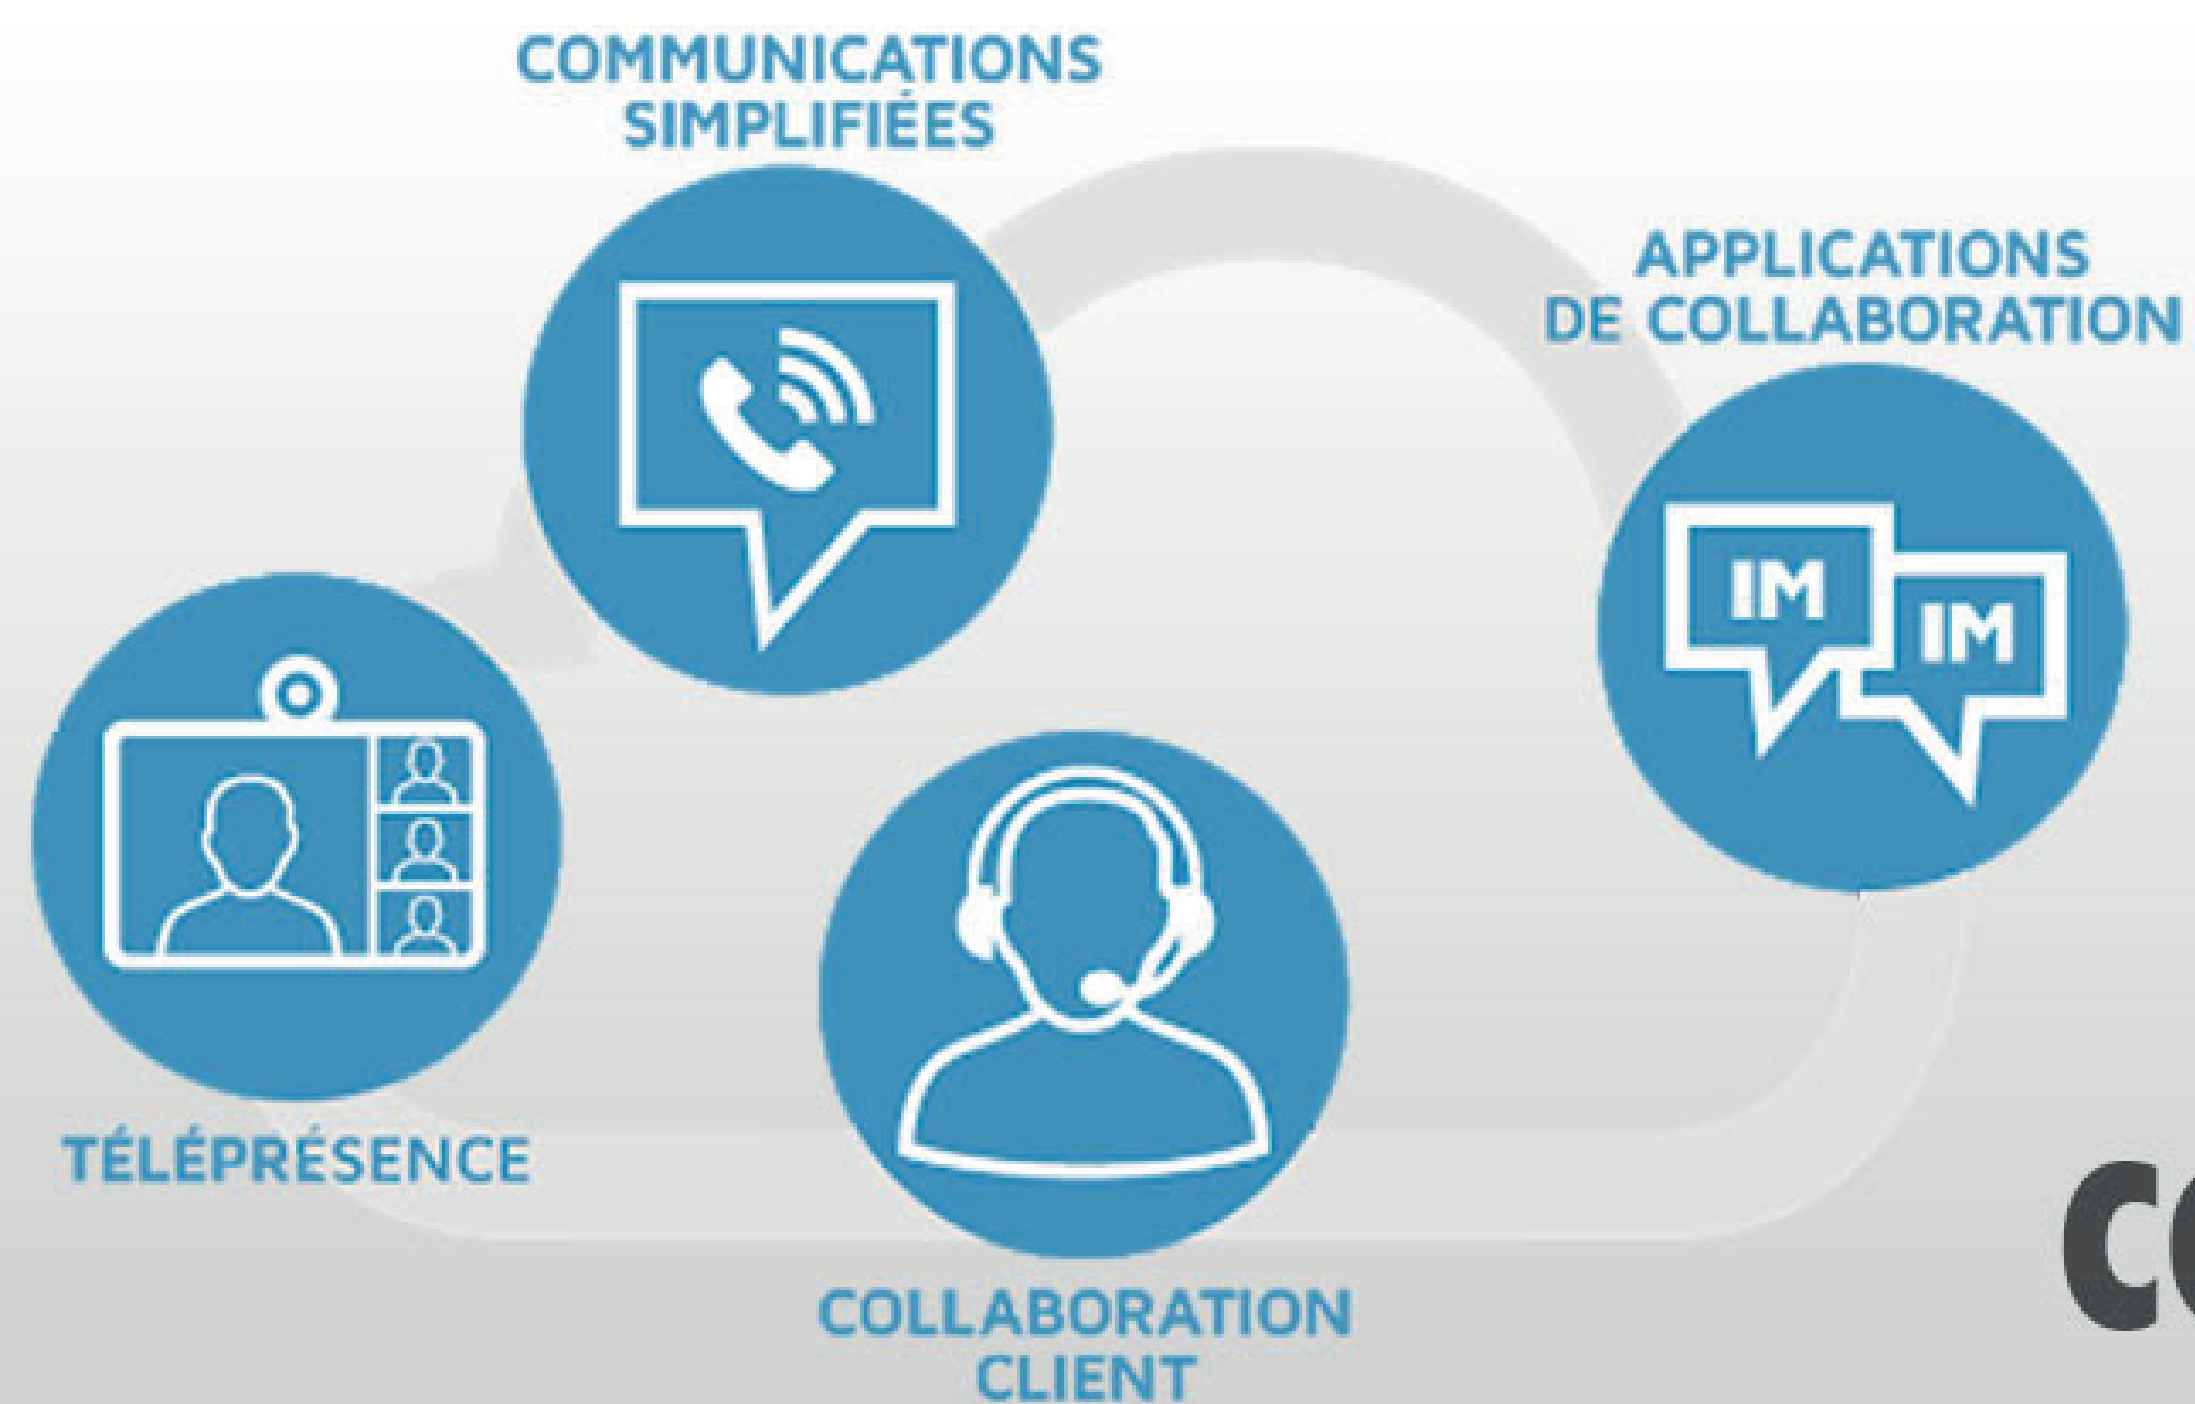 COMMUNICATIONS
SIMPLIFIÉES
APPLICATIONS
DE COLLABORATION
IM
IM
TÉLÉPRÉSENCE
COLLABORATION
CLIENT